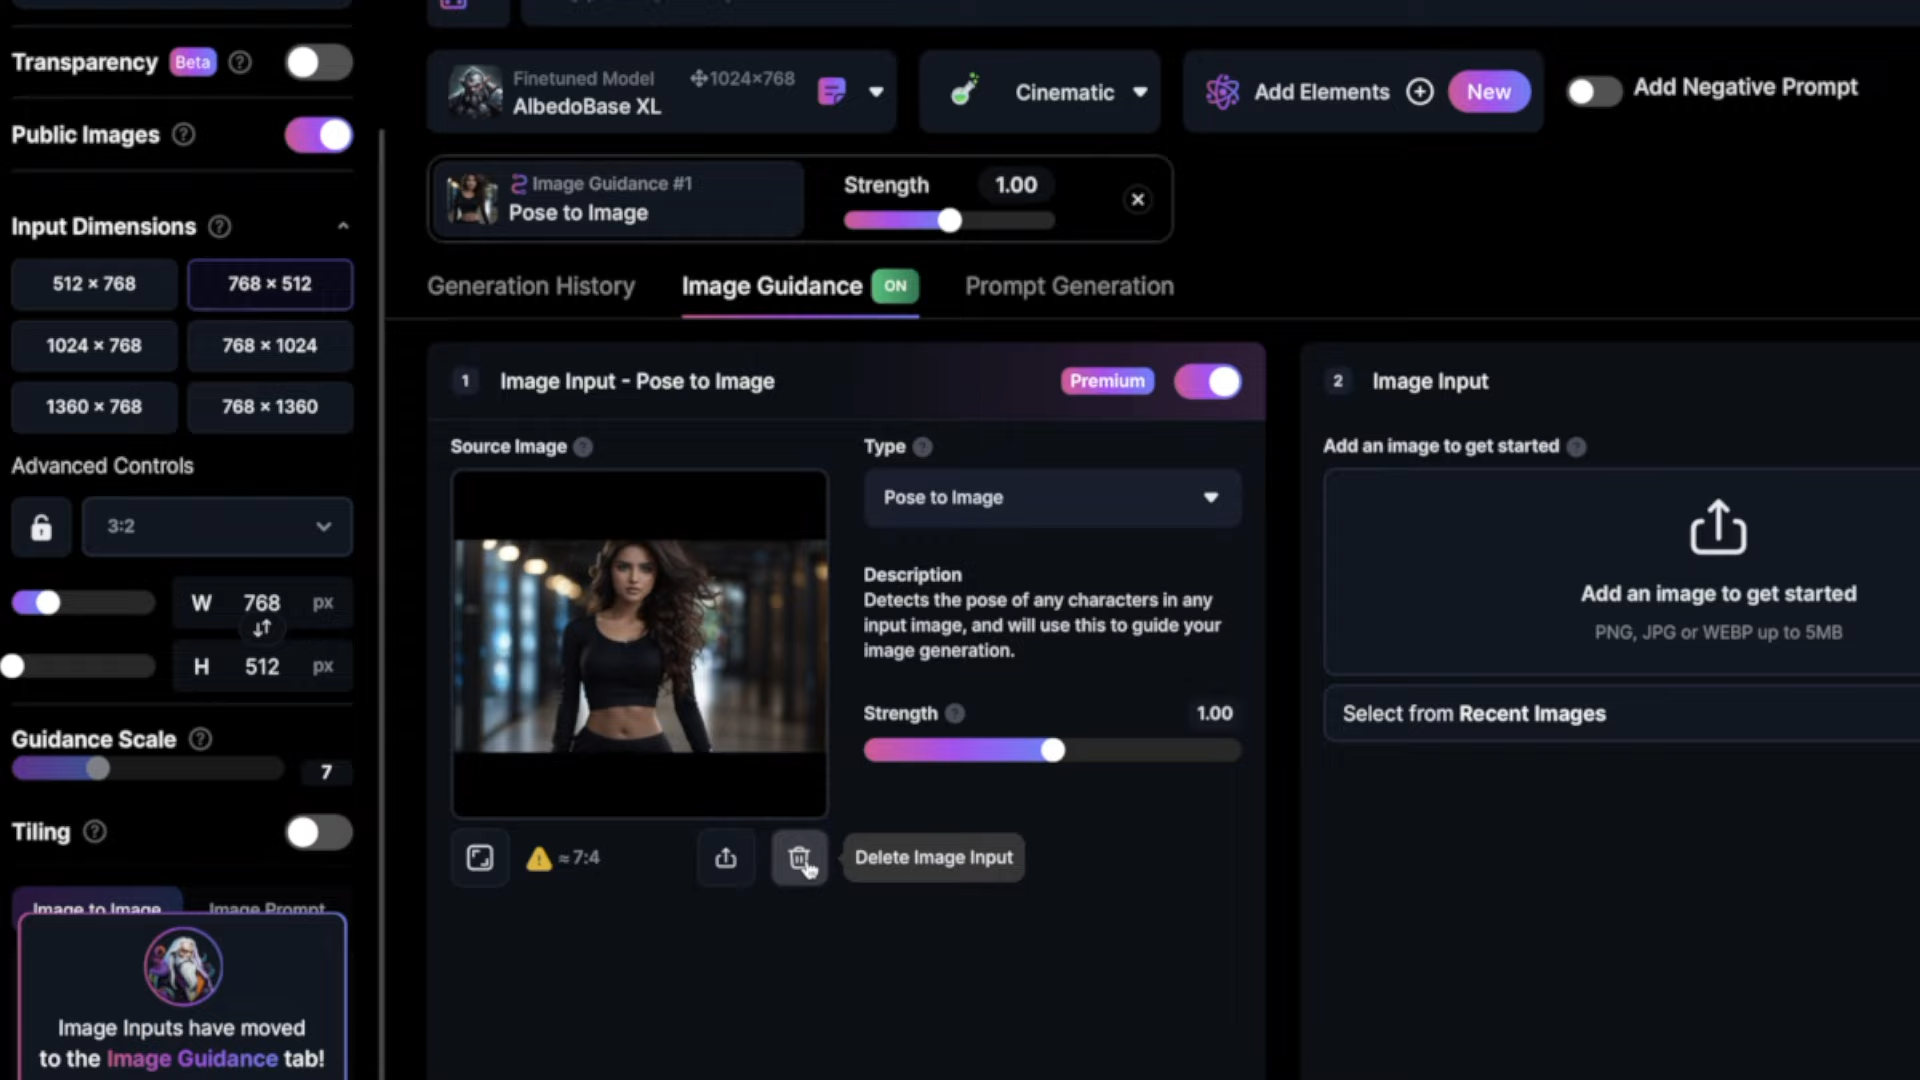 Transparency Beta ?
Public Images ?
Input Dimensions ?
512 × 768
768 × 512
1024 × 768
768 × 1024
1360 × 768
768 × 1360
Advanced Controls
3:2
W 768 px
H 512 px
Guidance Scale ?
7
Tiling ?
Image to Image
Image Prompt
Image Inputs have moved
to the Image Guidance tab!
Finetuned Model
1024×768
AlbedoBase XL
Cinematic
Add Elements
New
Add Negative Prompt
Image Guidance #1
Pose to Image
Strength 1.00
Generation History
Image Guidance ON
Prompt Generation
1 Image Input - Pose to Image
Premium
Source Image ?
≈ 7:4
Delete Image Input
Type ?
Pose to Image
Description
Detects the pose of any characters in any
input image, and will use this to guide your
image generation.
Strength ? 1.00
2 Image Input
Add an image to get started ?
Add an image to get started
PNG, JPG or WEBP up to 5MB
Select from Recent Images